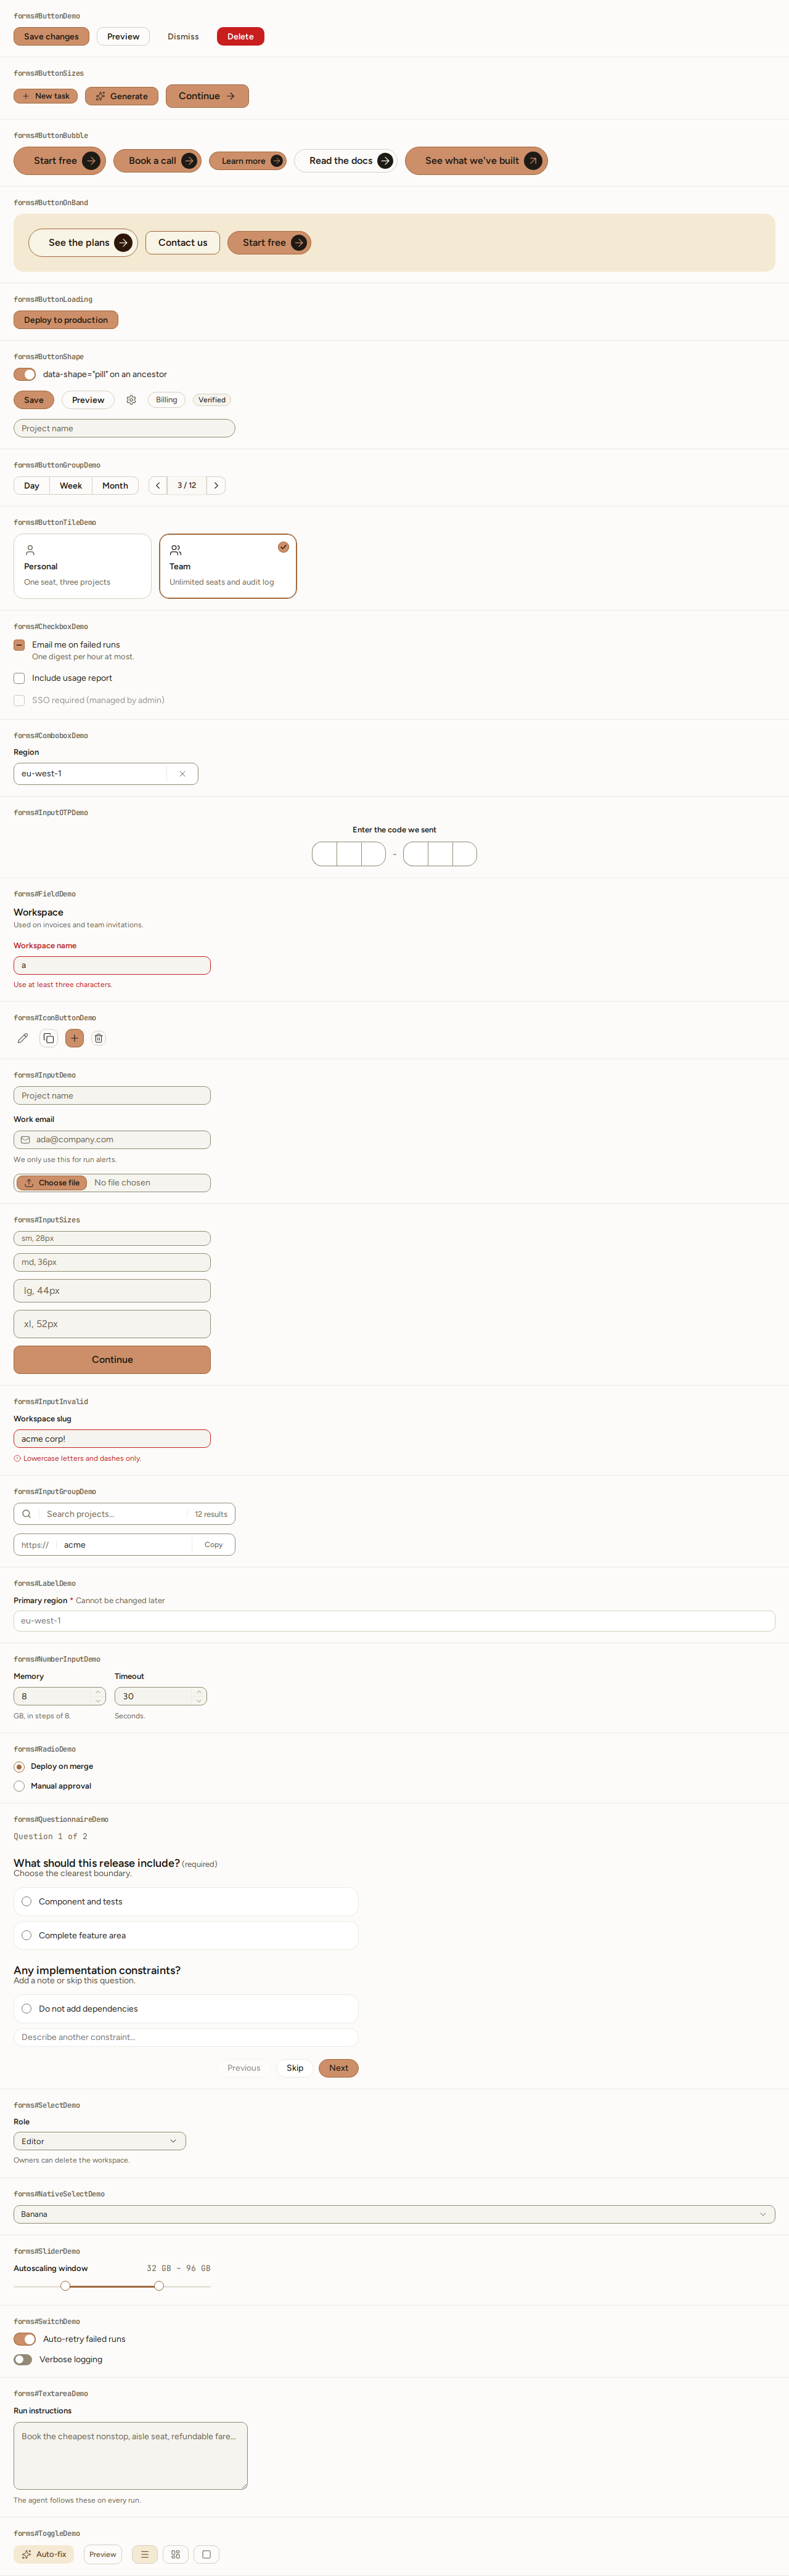 forms#ButtonDemo
Save changes Preview Dismiss Delete
forms#ButtonSizes
New task Generate Continue
forms#ButtonBubble
Start free Book a call Learn more Read the docs See what we've built
forms#ButtonOnBand
See the plans Contact us Start free
forms#ButtonLoading
Deploy to production
forms#ButtonShape
data-shape="pill" on an ancestor
Save Preview Billing Verified
Project name
forms#ButtonGroupDemo
Day Week Month 3 / 12
forms#ButtonTileDemo
Personal Team
One seat, three projects Unlimited seats and audit log
forms#CheckboxDemo
Email me on failed runs
One digest per hour at most.
Include usage report
SSO required (managed by admin)
forms#ComboboxDemo
Region
eu-west-1
forms#InputOTPDemo
Enter the code we sent
-
forms#FieldDemo
Workspace
Used on invoices and team invitations.
Workspace name
a
Use at least three characters.
forms#IconButtonDemo
forms#InputDemo
Project name
Work email
ada@company.com
We only use this for run alerts.
Choose file No file chosen
forms#InputSizes
sm, 28px
md, 36px
lg, 44px
xl, 52px
Continue
forms#InputInvalid
Workspace slug
acme corp!
Lowercase letters and dashes only.
forms#InputGroupDemo
Search projects... 12 results
https:// acme Copy
forms#LabelDemo
Primary region * Cannot be changed later
eu-west-1
forms#NumberInputDemo
Memory Timeout
8 30
GB, in steps of 8. Seconds.
forms#RadioDemo
Deploy on merge
Manual approval
forms#QuestionnaireDemo
Question 1 of 2
What should this release include? (required)
Choose the clearest boundary.
Component and tests
Complete feature area
Any implementation constraints?
Add a note or skip this question.
Do not add dependencies
Describe another constraint...
Previous Skip Next
forms#SelectDemo
Role
Editor
Owners can delete the workspace.
forms#NativeSelectDemo
Banana
forms#SliderDemo
Autoscaling window 32 GB – 96 GB
forms#SwitchDemo
Auto-retry failed runs
Verbose logging
forms#TextareaDemo
Run instructions
Book the cheapest nonstop, aisle seat, refundable fare...
The agent follows these on every run.
forms#ToggleDemo
Auto-fix Preview